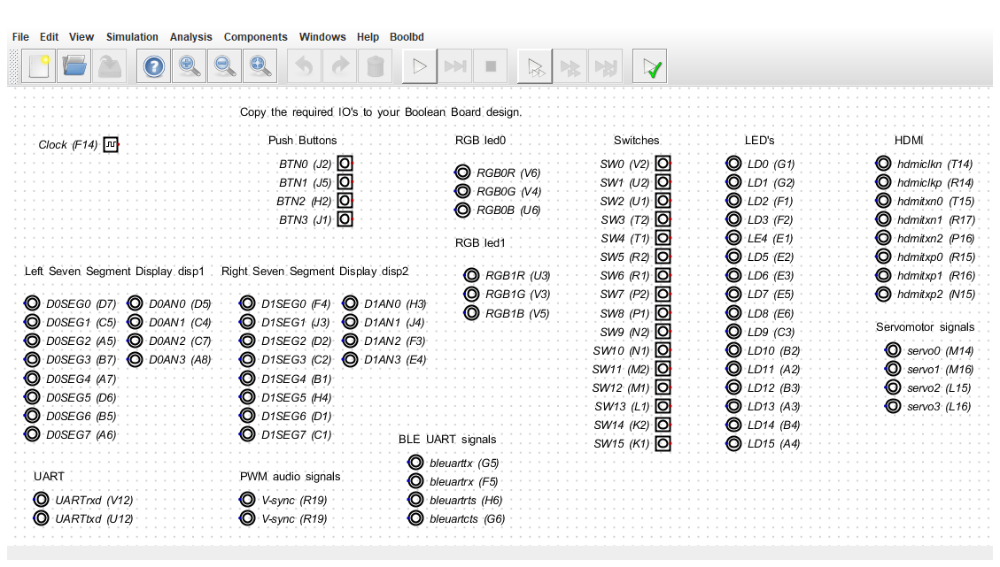 File Edit View Simulation Analysis Components Windows Help Boolbd
Copy the required IO's to your Boolean Board design.
Clock (F14)
Push Buttons
BTN0 (J2)
BTN1 (J5)
BTN2 (H2)
BTN3 (J1)
RGB led0
RGB0R (V6)
RGB0G (V4)
RGB0B (U6)
RGB led1
RGB1R (U3)
RGB1G (V3)
RGB1B (V5)
Switches
SW0 (V2)
SW1 (U2)
SW2 (U1)
SW3 (T2)
SW4 (T1)
SW5 (R2)
SW6 (R1)
SW7 (P2)
SW8 (P1)
SW9 (N2)
SW10 (N1)
SW11 (M2)
SW12 (M1)
SW13 (L1)
SW14 (K2)
SW15 (K1)
LED's
LD0 (G1)
LD1 (G2)
LD2 (F1)
LD3 (F2)
LE4 (E1)
LD5 (E2)
LD6 (E3)
LD7 (E5)
LD8 (E6)
LD9 (C3)
LD10 (B2)
LD11 (A2)
LD12 (B3)
LD13 (A3)
LD14 (B4)
LD15 (A4)
HDMI
hdmiclkn (T14)
hdmiclkp (R14)
hdmitxn0 (T15)
hdmitxn1 (R17)
hdmitxn2 (P16)
hdmitxp0 (R15)
hdmitxp1 (R16)
hdmitxp2 (N15)
Servomotor signals
servo0 (M14)
servo1 (M16)
servo2 (L15)
servo3 (L16)
Left Seven Segment Display disp1
D0SEG0 (D7) D0AN0 (D5)
D0SEG1 (C5) D0AN1 (C4)
D0SEG2 (A5) D0AN2 (C7)
D0SEG3 (B7) D0AN3 (A8)
D0SEG4 (A7)
D0SEG5 (D6)
D0SEG6 (B5)
D0SEG7 (A6)
Right Seven Segment Display disp2
D1SEG0 (F4) D1AN0 (H3)
D1SEG1 (J3) D1AN1 (J4)
D1SEG2 (D2) D1AN2 (F3)
D1SEG3 (C2) D1AN3 (E4)
D1SEG4 (B1)
D1SEG5 (H4)
D1SEG6 (D1)
D1SEG7 (C1)
BLE UART signals
bleuarttx (G5)
bleuartrx (F5)
bleuartrts (H6)
bleuartcts (G6)
UART
UARTrxd (V12)
UARTtxd (U12)
PWM audio signals
V-sync (R19)
V-sync (R19)